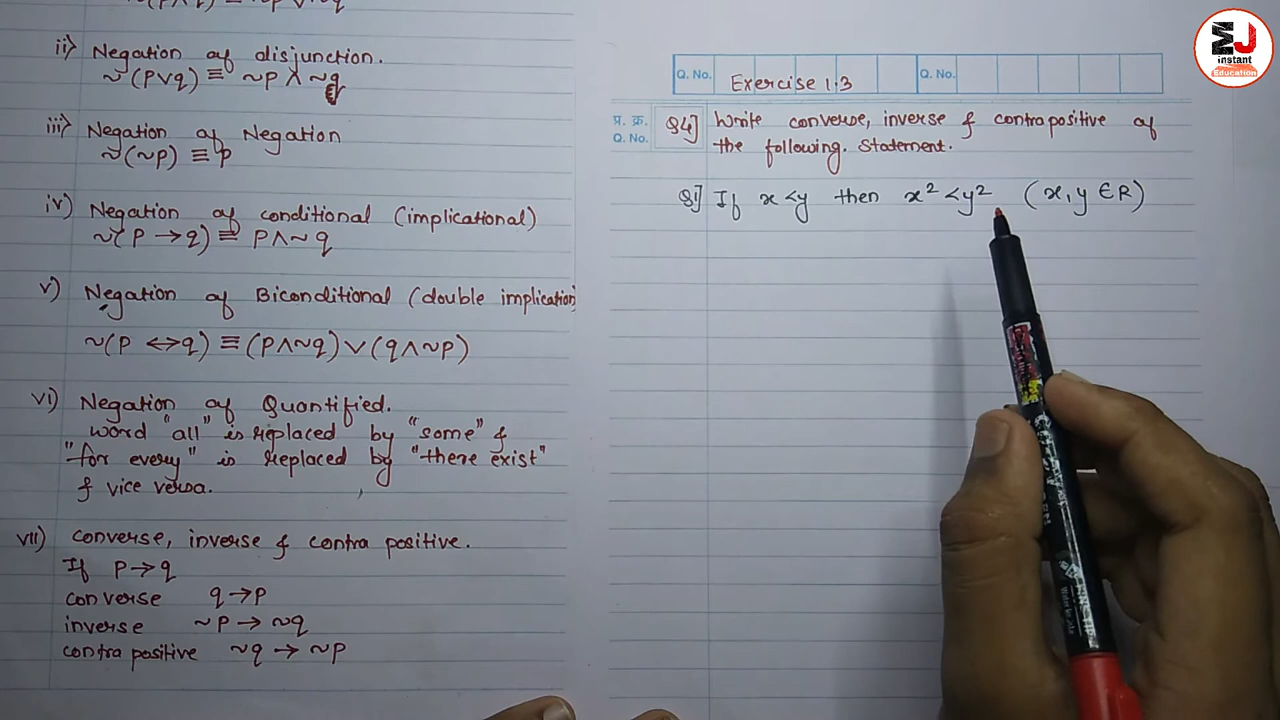 ~(p∧q) ≡ ~p∨~q
ii) Negation of disjunction.
~(p∨q) ≡ ~p ∧ ~q
iii) Negation of Negation
~(~p) ≡ p
iv) Negation of conditional (implicational)
~(p → q) ≡ p∧~q
v) Negation of Biconditional (double implication)
~(p ↔ q) ≡ (p∧~q) ∨ (q∧~p)
vi) Negation of Quantified.
word "all" is replaced by "some" &
"for every" is replaced by "there exist"
& vice versa.
vii) converse, inverse & contra positive.
If p→q
converse q→p
inverse ~p → ~q
contra positive ~q → ~p
Q. No. Exercise 1.3 Q. No.
प्र. क्र.
Q. No.
Q4] Write converse, inverse & contrapositive of
the following. Statement.
Q1] If x<y then x² <y² (x, y ∈ R)
MJ
instant
Education